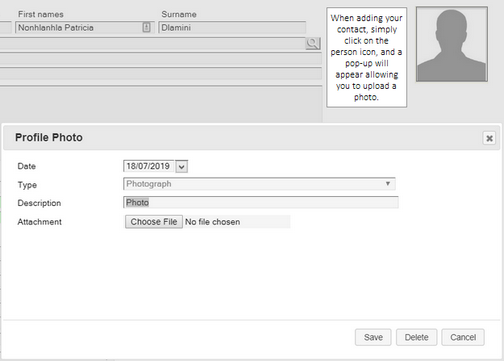 First names
Surname
Nonhlanhla Patricia
Dlamini
When adding your
contact, simply
click on the
person icon, and a
pop-up will
appear allowing
you to upload a
photo.
Profile Photo
Date
18/07/2019
Type
Photograph
Description
Photo
Attachment
Choose File No file chosen
Save
Delete
Cancel